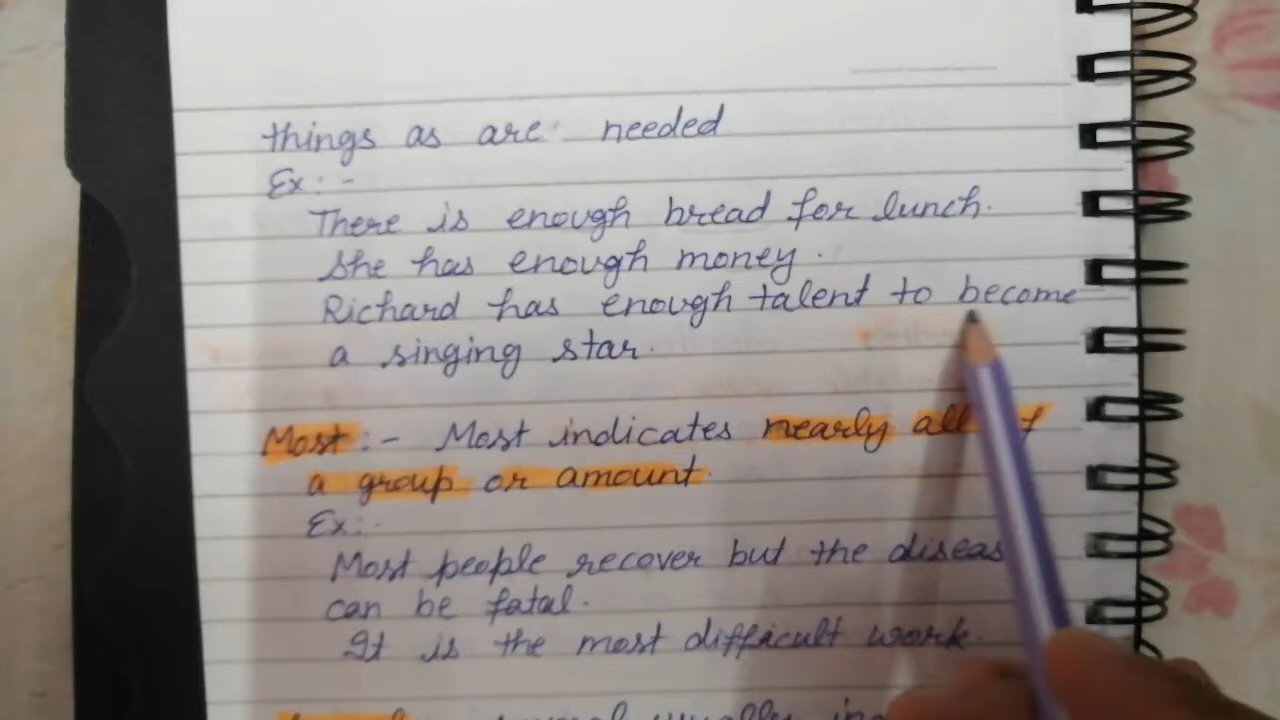 things as are needed
Ex:-
There is enough bread for lunch.
She has enough money.
Richard has enough talent to become
a singing star.
Most:- Most indicates nearly all of
a group or amount.
Ex:-
Most people recover but the diseas
can be fatal.
It is the most difficult work.
usually